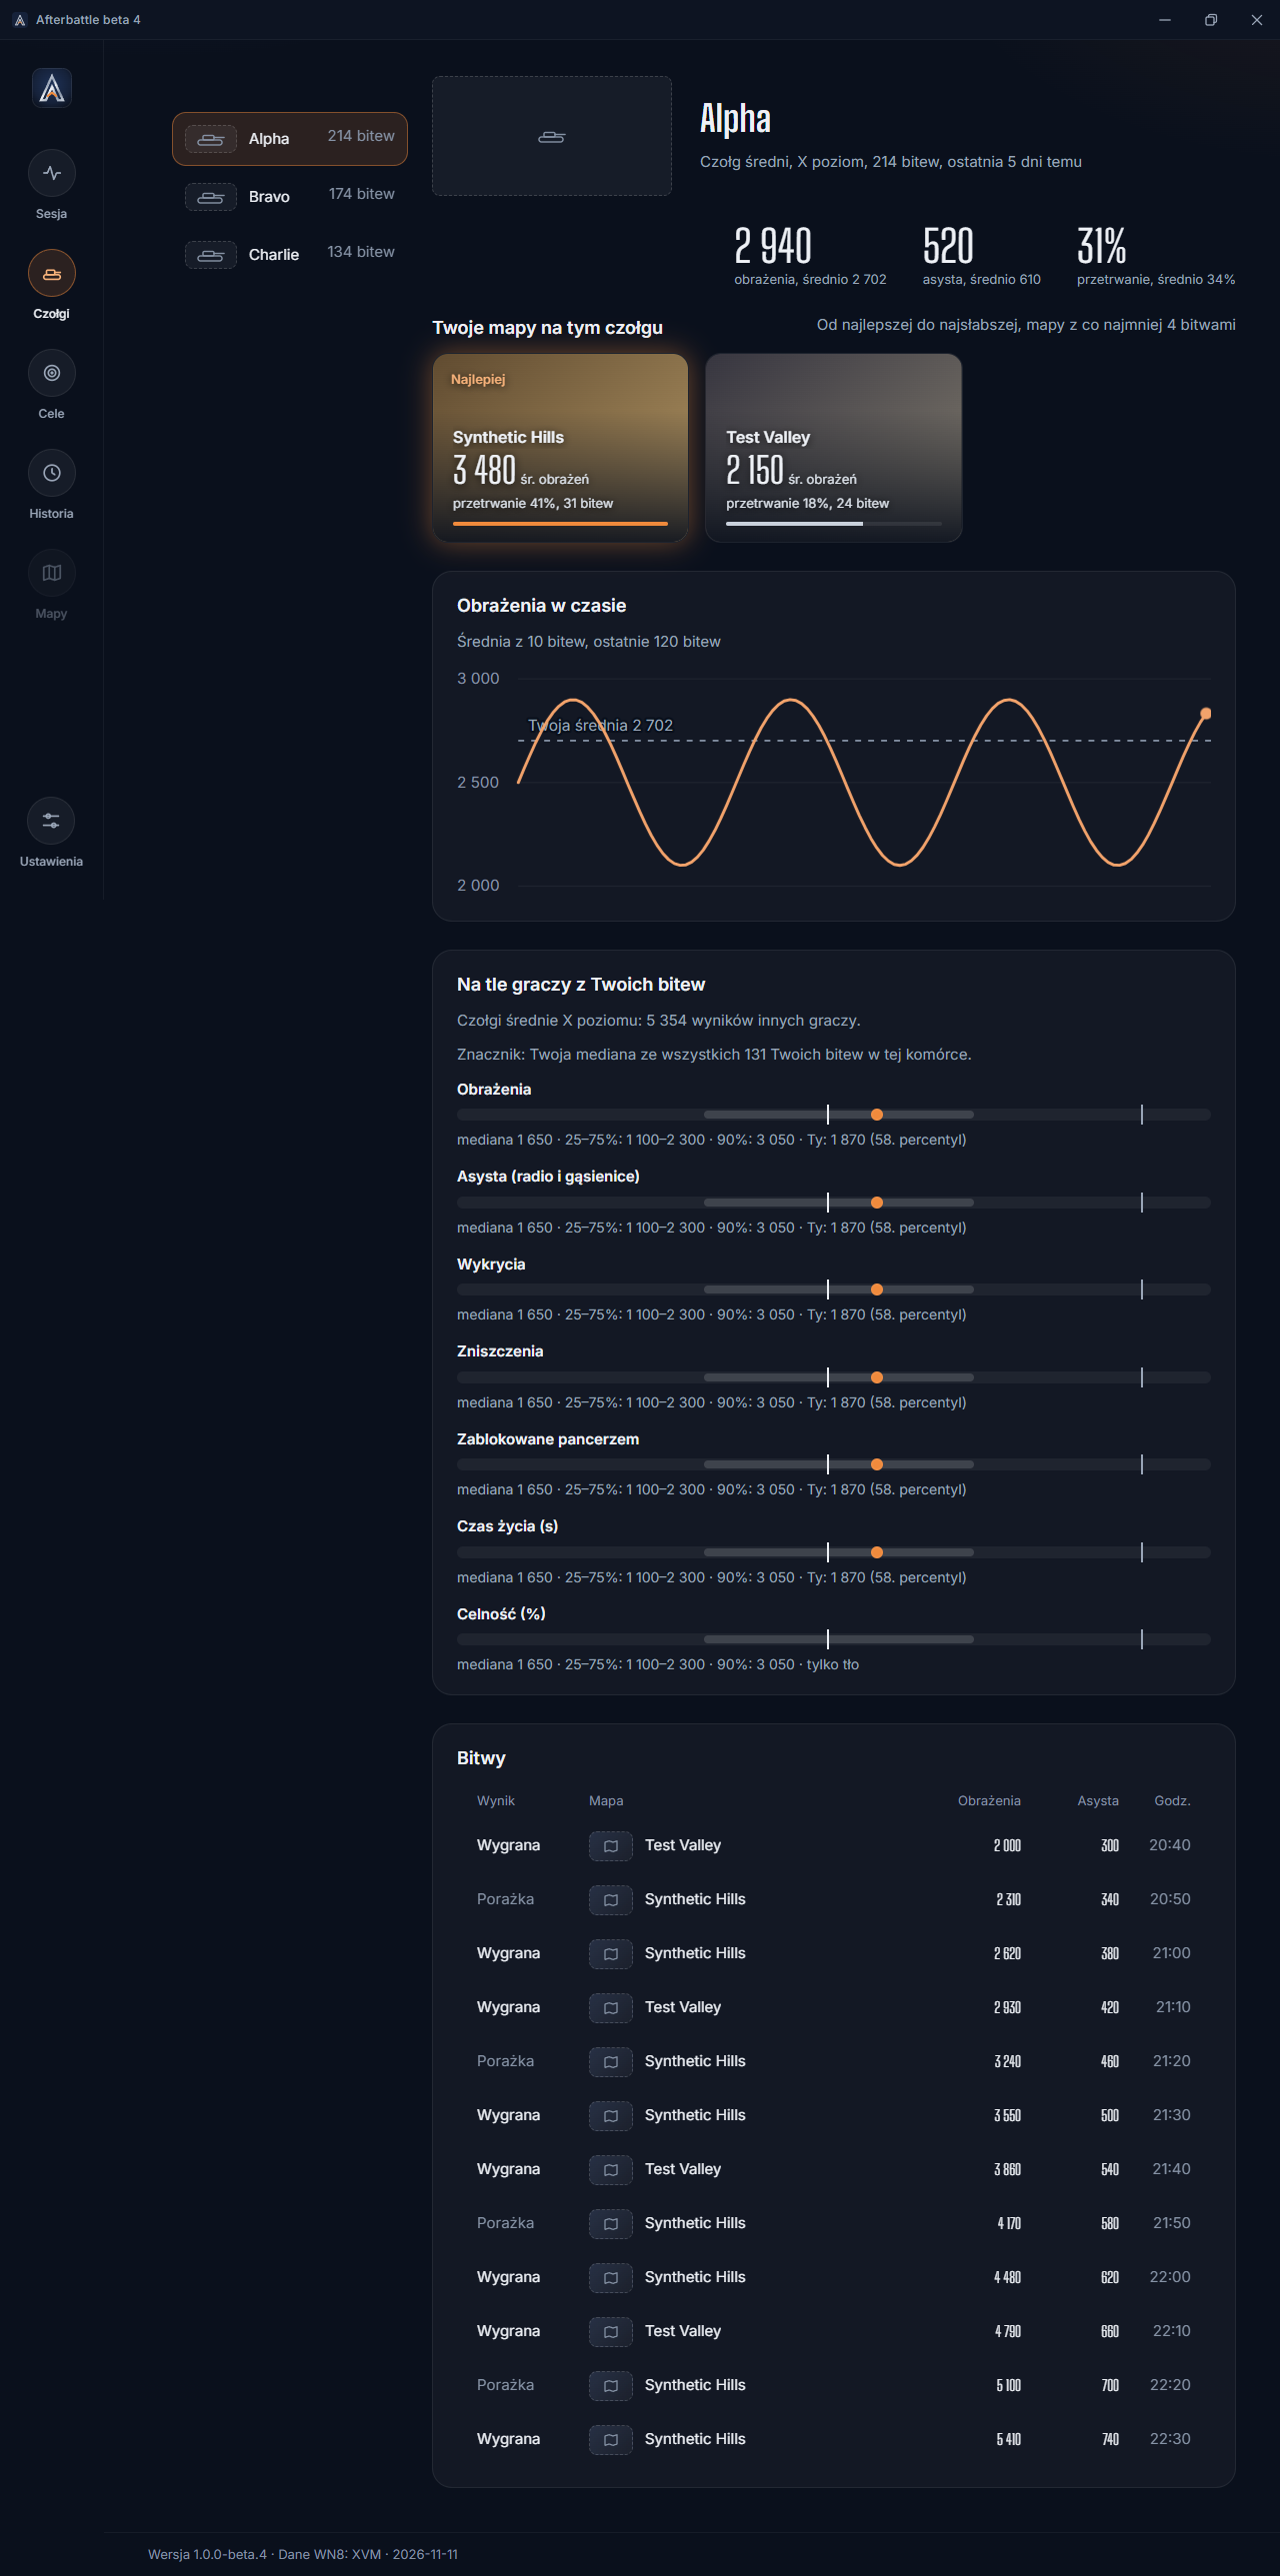 Afterbattle beta 4
Sesja
Czołgi
Cele
Historia
Mapy
Ustawienia
Alpha 214 bitew
Bravo 174 bitew
Charlie 134 bitew
Alpha
Czołg średni, X poziom, 214 bitew, ostatnia 5 dni temu
2 940
obrażenia, średnio 2 702
520
asysta, średnio 610
31%
przetrwanie, średnio 34%
Twoje mapy na tym czołgu
Od najlepszej do najsłabszej, mapy z co najmniej 4 bitwami
Najlepiej
Synthetic Hills
3 480 śr. obrażeń
przetrwanie 41%, 31 bitew
Test Valley
2 150 śr. obrażeń
przetrwanie 18%, 24 bitew
Obrażenia w czasie
Średnia z 10 bitew, ostatnie 120 bitew
3 000
Twoja średnia 2 702
2 500
2 000
Na tle graczy z Twoich bitew
Czołgi średnie X poziomu: 5 354 wyników innych graczy.
Znacznik: Twoja mediana ze wszystkich 131 Twoich bitew w tej komórce.
Obrażenia
mediana 1 650 · 25–75%: 1 100–2 300 · 90%: 3 050 · Ty: 1 870 (58. percentyl)
Asysta (radio i gąsienice)
mediana 1 650 · 25–75%: 1 100–2 300 · 90%: 3 050 · Ty: 1 870 (58. percentyl)
Wykrycia
mediana 1 650 · 25–75%: 1 100–2 300 · 90%: 3 050 · Ty: 1 870 (58. percentyl)
Zniszczenia
mediana 1 650 · 25–75%: 1 100–2 300 · 90%: 3 050 · Ty: 1 870 (58. percentyl)
Zablokowane pancerzem
mediana 1 650 · 25–75%: 1 100–2 300 · 90%: 3 050 · Ty: 1 870 (58. percentyl)
Czas życia (s)
mediana 1 650 · 25–75%: 1 100–2 300 · 90%: 3 050 · Ty: 1 870 (58. percentyl)
Celność (%)
mediana 1 650 · 25–75%: 1 100–2 300 · 90%: 3 050 · tylko tło
Bitwy
Wynik Mapa Obrażenia Asysta Godz.
Wygrana Test Valley 2 000 300 20:40
Porażka Synthetic Hills 2 310 340 20:50
Wygrana Synthetic Hills 2 620 380 21:00
Wygrana Test Valley 2 930 420 21:10
Porażka Synthetic Hills 3 240 460 21:20
Wygrana Synthetic Hills 3 550 500 21:30
Wygrana Test Valley 3 860 540 21:40
Porażka Synthetic Hills 4 170 580 21:50
Wygrana Synthetic Hills 4 480 620 22:00
Wygrana Test Valley 4 790 660 22:10
Porażka Synthetic Hills 5 100 700 22:20
Wygrana Synthetic Hills 5 410 740 22:30
Wersja 1.0.0-beta.4 · Dane WN8: XVM · 2026-11-11